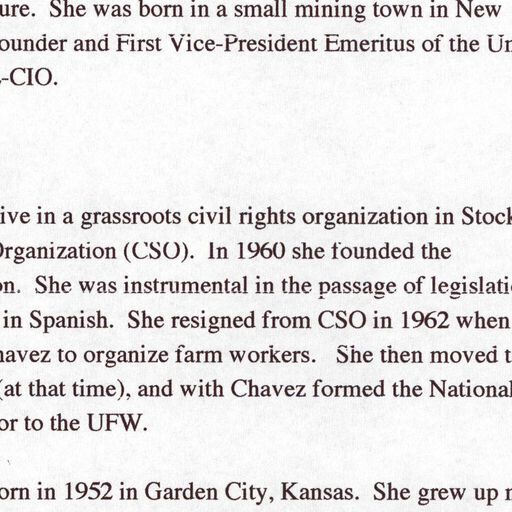 ure. She was born in a small mining town in New
ounder and First Vice-President Emeritus of the Un
-CIO.
ive in a grassroots civil rights organization in Stock
Organization (CSO). In 1960 she founded the
on. She was instrumental in the passage of legislati
in Spanish. She resigned from CSO in 1962 when
havez to organize farm workers. She then moved t
(at that time), and with Chavez formed the National
or to the UFW.
orn in 1952 in Garden City, Kansas. She grew up